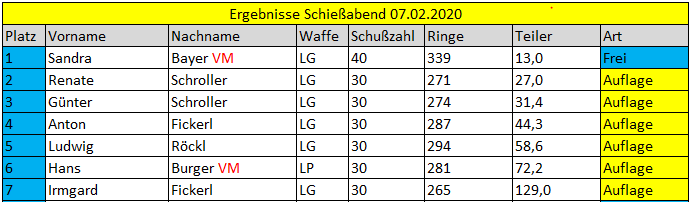 Ergebnisse Schießabend 07.02.2020
Platz Vorname Nachname Waffe Schußzahl Ringe Teiler Art
1 Sandra Bayer VM LG 40 339 13,0 Frei
2 Renate Schroller LG 30 271 27,0 Auflage
3 Günter Schroller LG 30 274 31,4 Auflage
4 Anton Fickerl LG 30 287 44,3 Auflage
5 Ludwig Röckl LG 30 294 58,6 Auflage
6 Hans Burger VM LP 30 281 72,2 Auflage
7 Irmgard Fickerl LG 30 265 129,0 Auflage